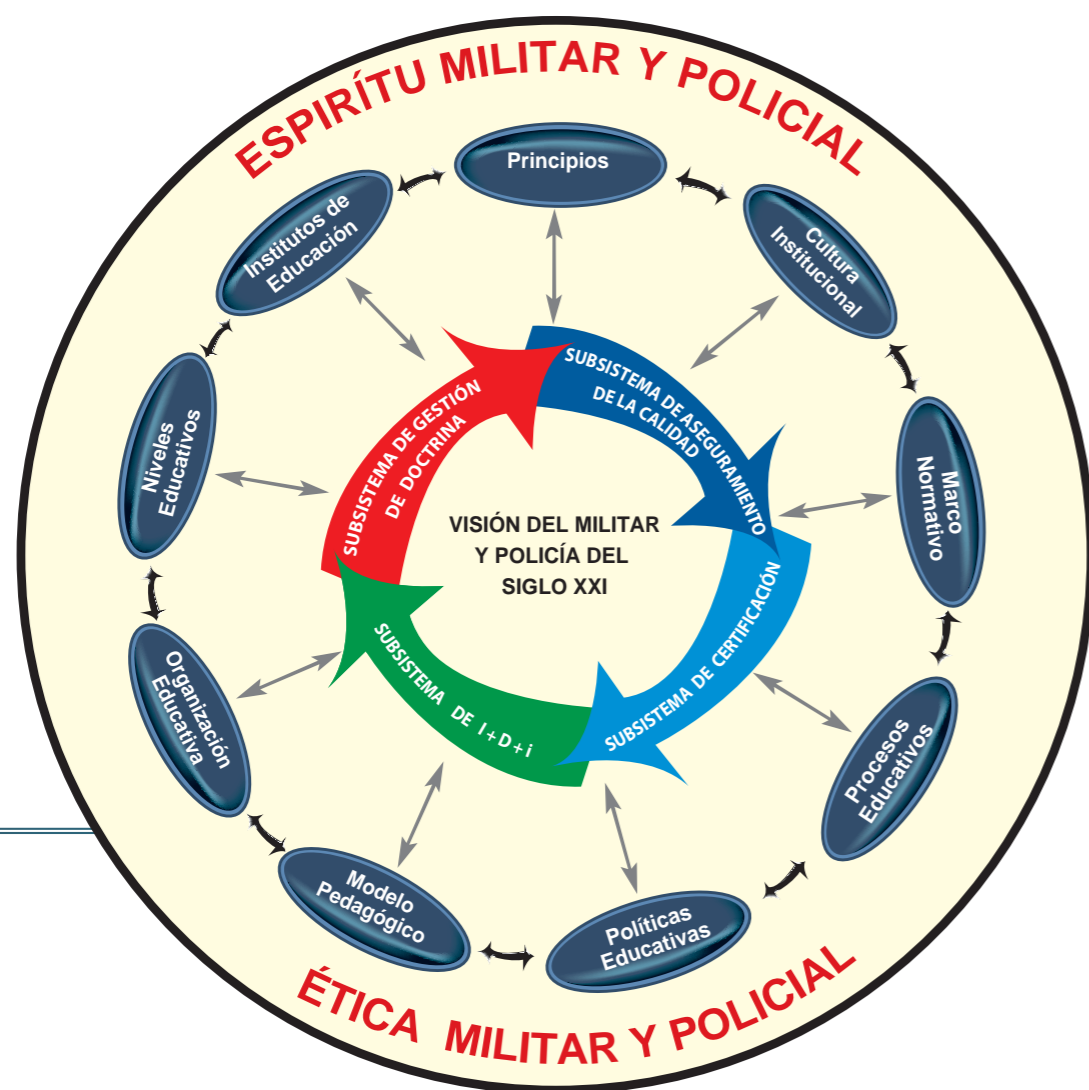 ESPIRÍTU MILITAR Y POLICIAL
Principios
Cultura
Institucional
Marco
Normativo
Procesos
Educativos
Políticas
Educativas
Modelo
Pedagógico
Organización
Educativa
Niveles
Educativos
Institutos de
Educación
SUBSISTEMA DE ASEGURAMIENTO
DE LA CALIDAD
SUBSISTEMA DE CERTIFICACIÓN
SUBSISTEMA DE I+D+i
SUBSISTEMA DE GESTIÓN
DE DOCTRINA
VISIÓN DEL MILITAR
Y POLICÍA DEL
SIGLO XXI
ÉTICA MILITAR Y POLICIAL